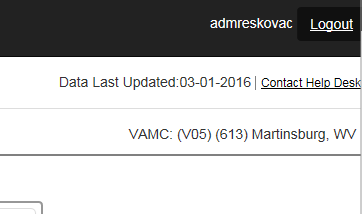 admreskovac Logout
Data Last Updated:03-01-2016 | Contact Help Desk
VAMC: (V05) (613) Martinsburg, WV